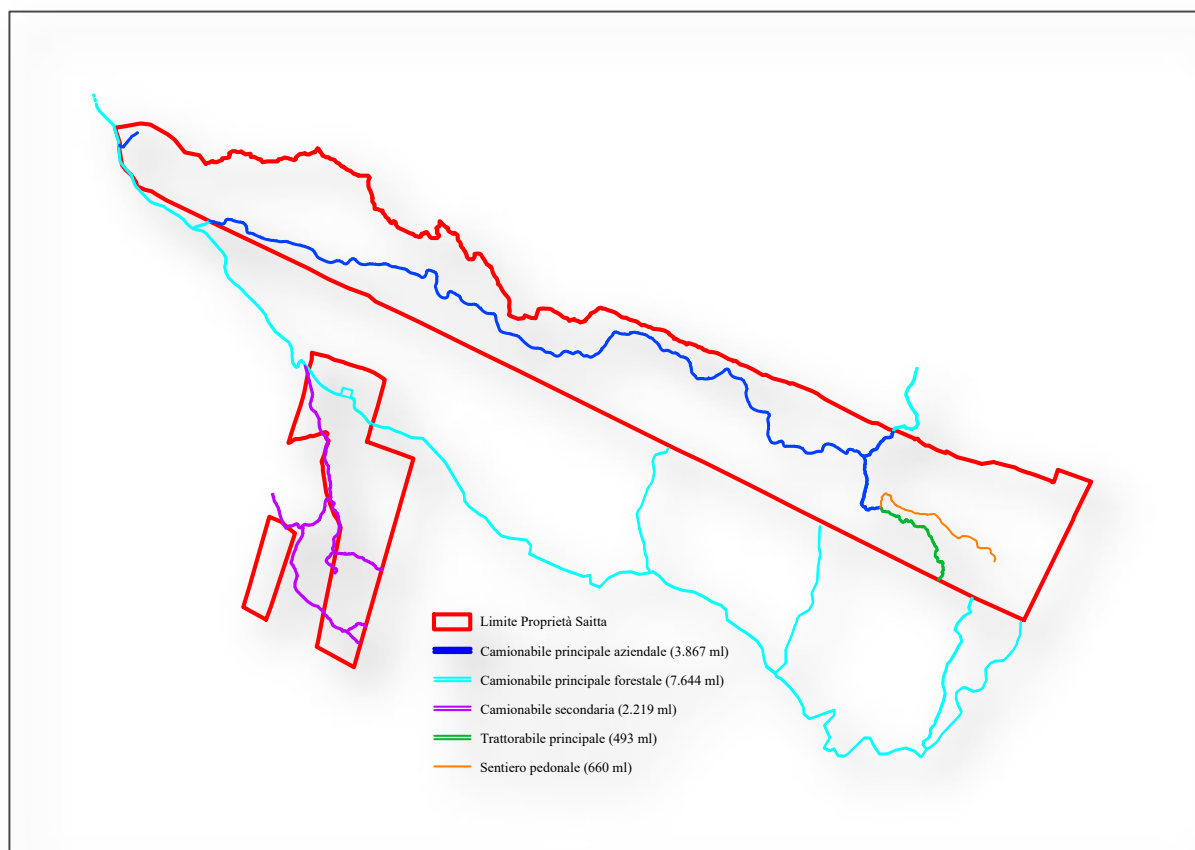 Limite Proprietà Saitta
Camionabile principale aziendale (3.867 ml)
Camionabile principale forestale (7.644 ml)
Camionabile secondaria (2.219 ml)
Trattorabile principale (493 ml)
Sentiero pedonale (660 ml)